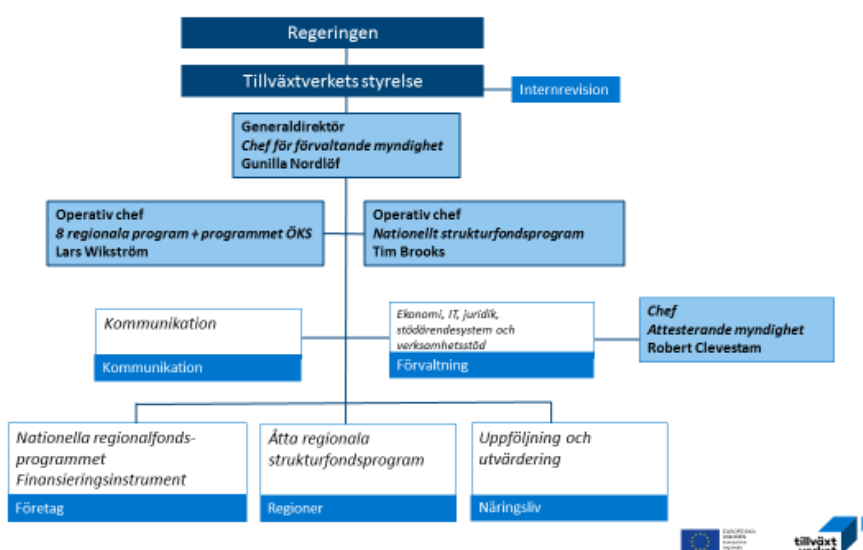 Regeringen
Tillväxtverkets styrelse
Internrevision
Generaldirektör
Chef för förvaltande myndighet
Gunilla Nordlöf
Operativ chef
8 regionala program + programmet ÖKS
Lars Wikström
Operativ chef
Nationellt strukturfondsprogram
Tim Brooks
Kommunikation
Kommunikation
Ekonomi, IT, juridik,
stödärendesystem och
verksamhetsstöd
Förvaltning
Chef
Attesterande myndighet
Robert Clevestam
Nationella regionalfonds-
programmet
Finansieringsinstrument
Företag
Åtta regionala
strukturfondsprogram
Regioner
Uppföljning och
utvärdering
Näringsliv
EUROPEISKA
UNIONEN
tillväxt